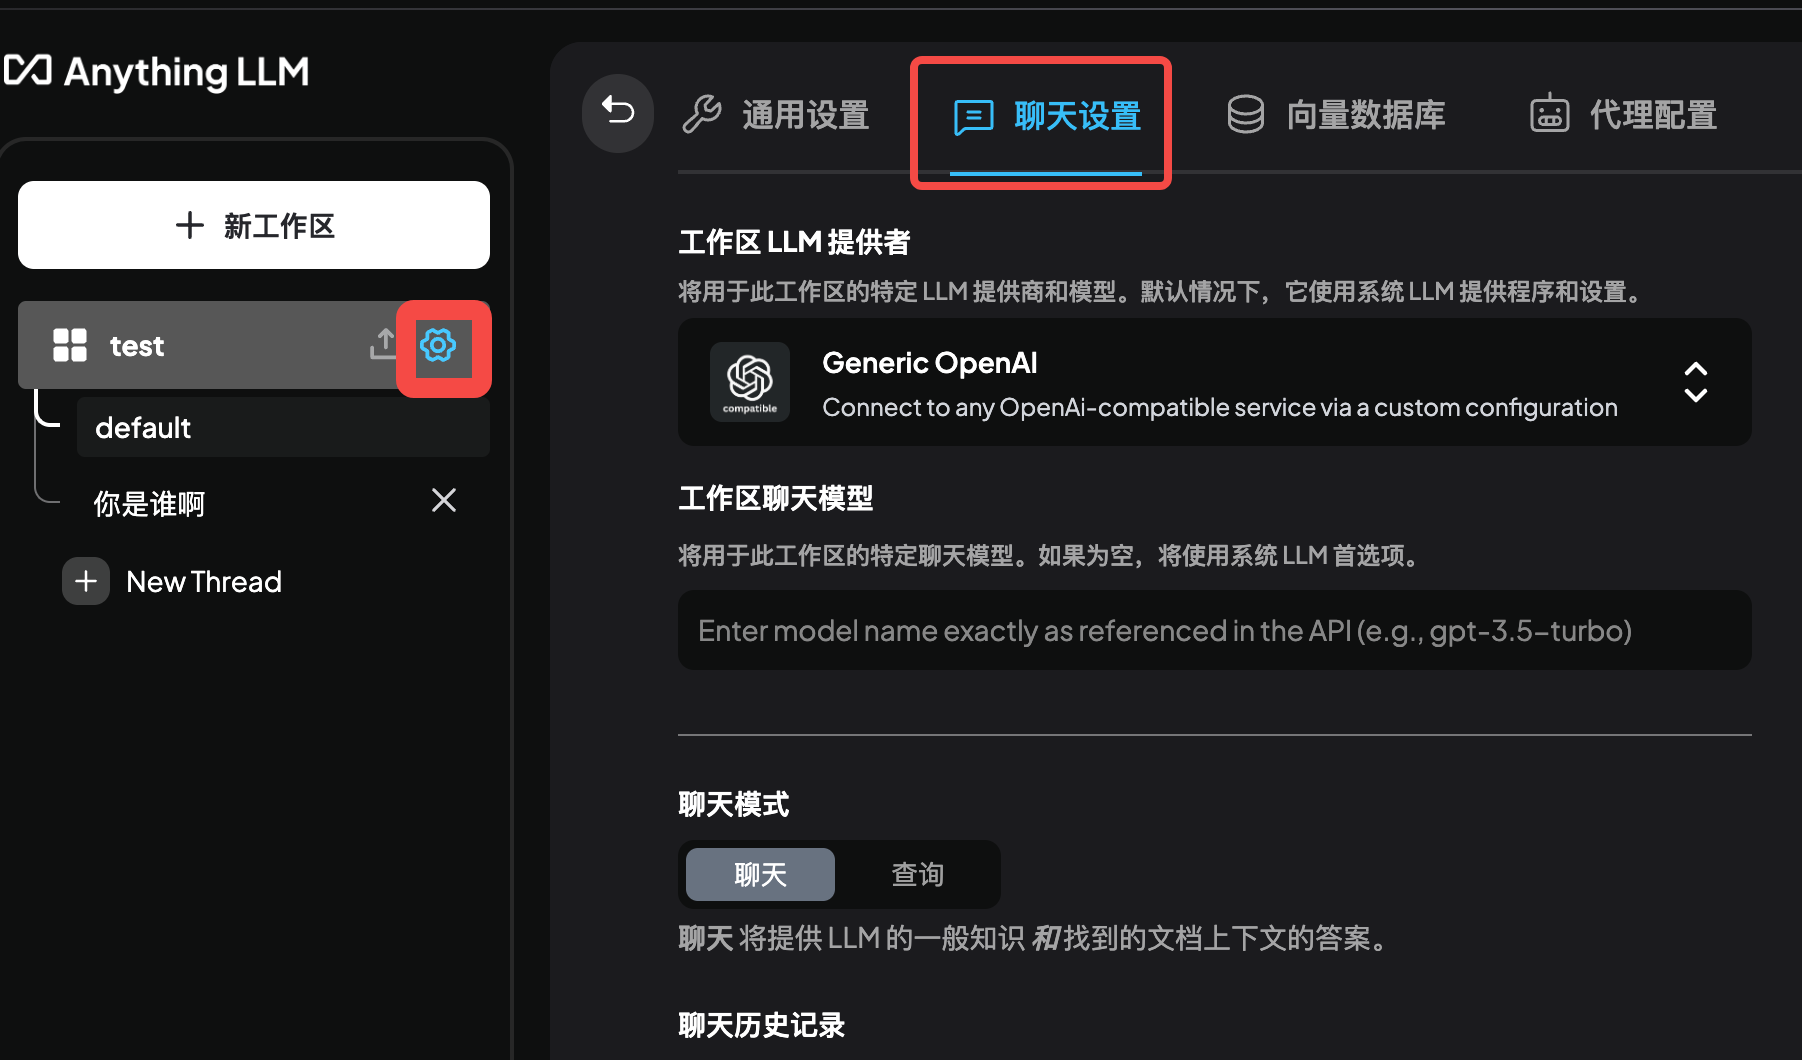 Anything LLM
新工作区
test
default
你是谁啊
New Thread
通用设置
聊天设置
向量数据库
代理配置
工作区 LLM 提供者
将用于此工作区的特定 LLM 提供商和模型。默认情况下，它使用系统 LLM 提供程序和设置。
compatible
Generic OpenAI
Connect to any OpenAi-compatible service via a custom configuration
工作区聊天模型
将用于此工作区的特定聊天模型。如果为空，将使用系统 LLM 首选项。
Enter model name exactly as referenced in the API (e.g., gpt-3.5-turbo)
聊天模式
聊天
查询
聊天 将提供 LLM 的一般知识 和找到的文档上下文的答案。
聊天历史记录